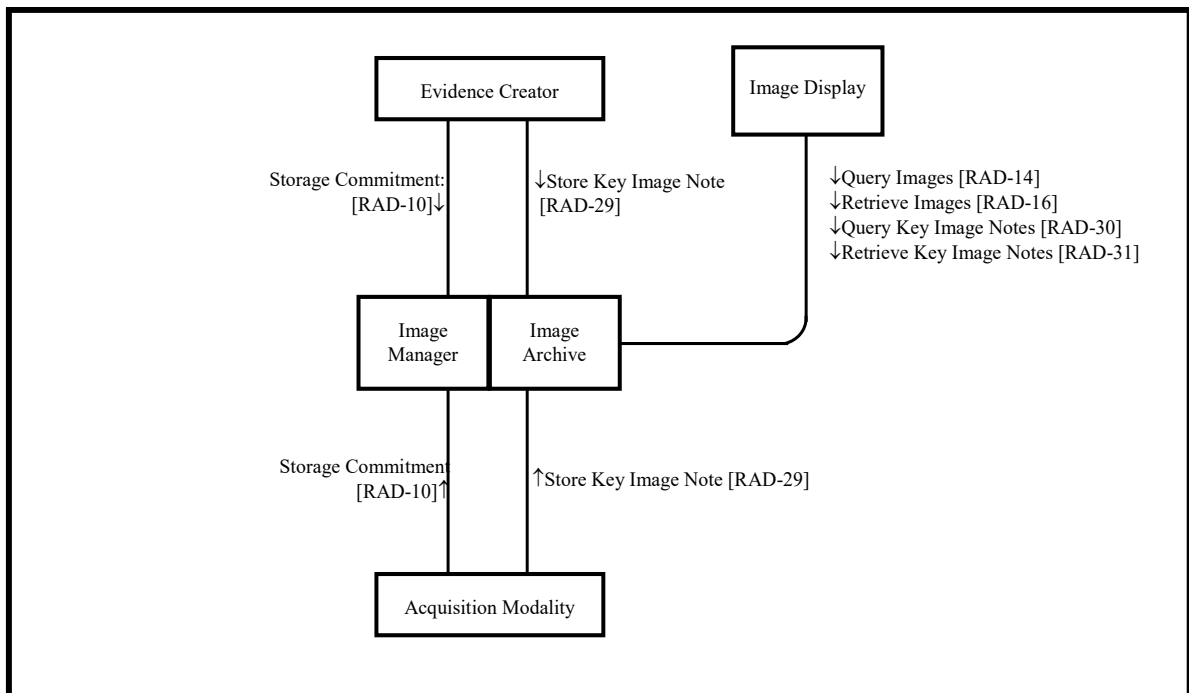 Evidence Creator
Image Display
Storage Commitment:
[RAD-10]↓
↓Store Key Image Note
[RAD-29]
↓Query Images [RAD-14]
↓Retrieve Images [RAD-16]
↓Query Key Image Notes [RAD-30]
↓Retrieve Key Image Notes [RAD-31]
Image
Manager
Image
Archive
Storage Commitment
[RAD-10]↑
↑Store Key Image Note [RAD-29]
Acquisition Modality